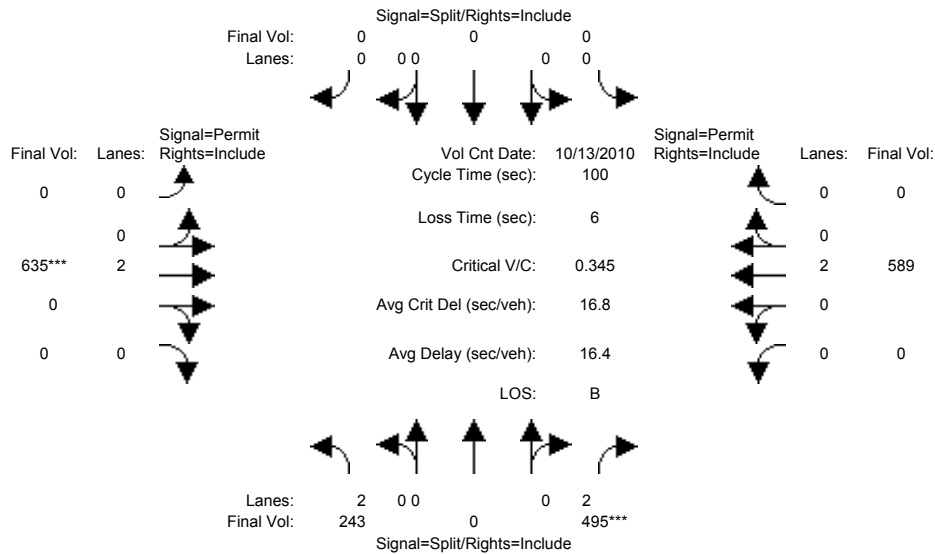 Signal=Split/Rights=Include
Final Vol: 0 0 0
Lanes: 0 0 0 0 0
Signal=Permit Signal=Permit
Final Vol: Lanes: Rights=Include Vol Cnt Date: 10/13/2010 Rights=Include Lanes: Final Vol:
Cycle Time (sec): 100
0 0 0 0
Loss Time (sec): 6
0 0
635*** 2 Critical V/C: 0.345 2 589
0 Avg Crit Del (sec/veh): 16.8 0
0 0 Avg Delay (sec/veh): 16.4 0 0
LOS: B
Lanes: 2 0 0 0 2
Final Vol: 243 0 495***
Signal=Split/Rights=Include